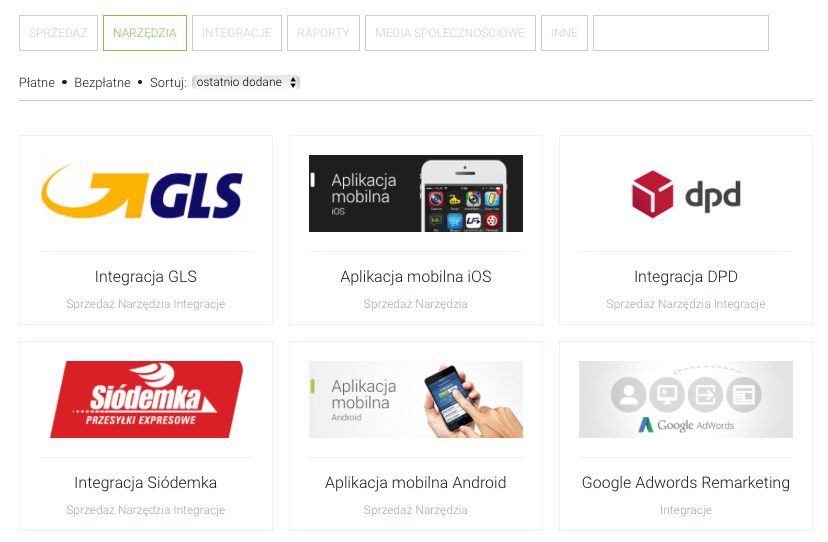 SPRZEDAŻ NARZĘDZIA INTEGRACJE RAPORTY MEDIA SPOŁECZNOŚCIOWE INNE
Płatne • Bezpłatne • Sortuj: ostatnio dodane
GLS
Integracja GLS
Sprzedaż Narzędzia Integracje
Aplikacja
mobilna
iOS
Aplikacja mobilna iOS
Sprzedaż Narzędzia
dpd
Integracja DPD
Sprzedaż Narzędzia Integracje
Siódemka
PRZESYŁKI EXPRESOWE
Integracja Siódemka
Sprzedaż Narzędzia Integracje
Aplikacja
mobilna
Android
Aplikacja mobilna Android
Sprzedaż Narzędzia
Google AdWords
Google Adwords Remarketing
Integracje